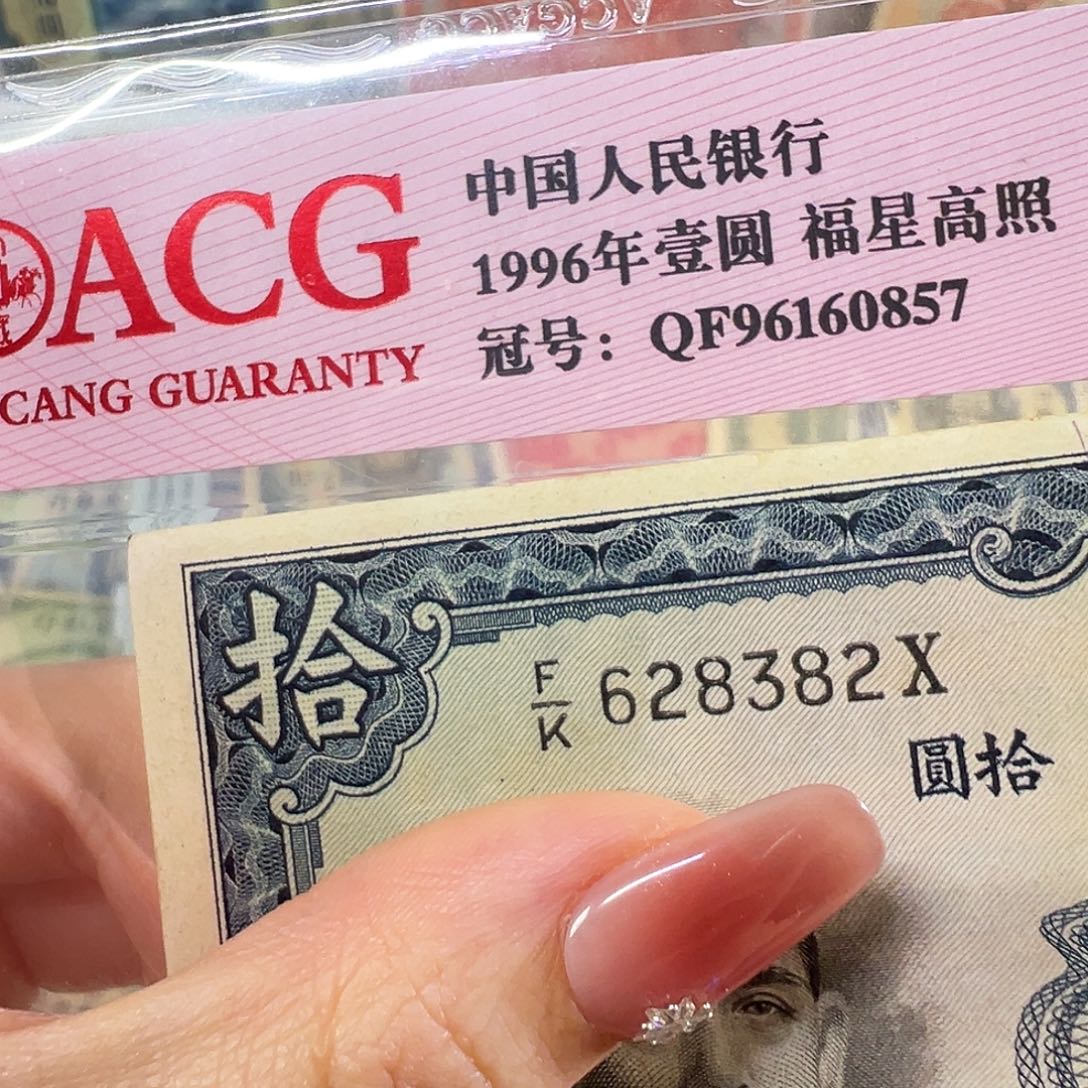 ACG
CANG GUARANTY
中国人民银行
1996年壹圆 福星高照
冠号：QF96160857
拾
F/K 628382X
圓拾